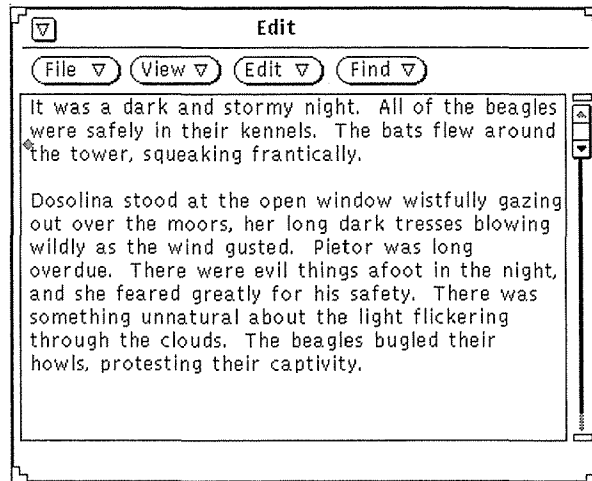 Edit
File View Edit Find
It was a dark and stormy night. All of the beagles
were safely in their kennels. The bats flew around
the tower, squeaking frantically.
Dosolina stood at the open window wistfully gazing
out over the moors, her long dark tresses blowing
wildly as the wind gusted. Pietor was long
overdue. There were evil things afoot in the night,
and she feared greatly for his safety. There was
something unnatural about the light flickering
through the clouds. The beagles bugled their
howls, protesting their captivity.